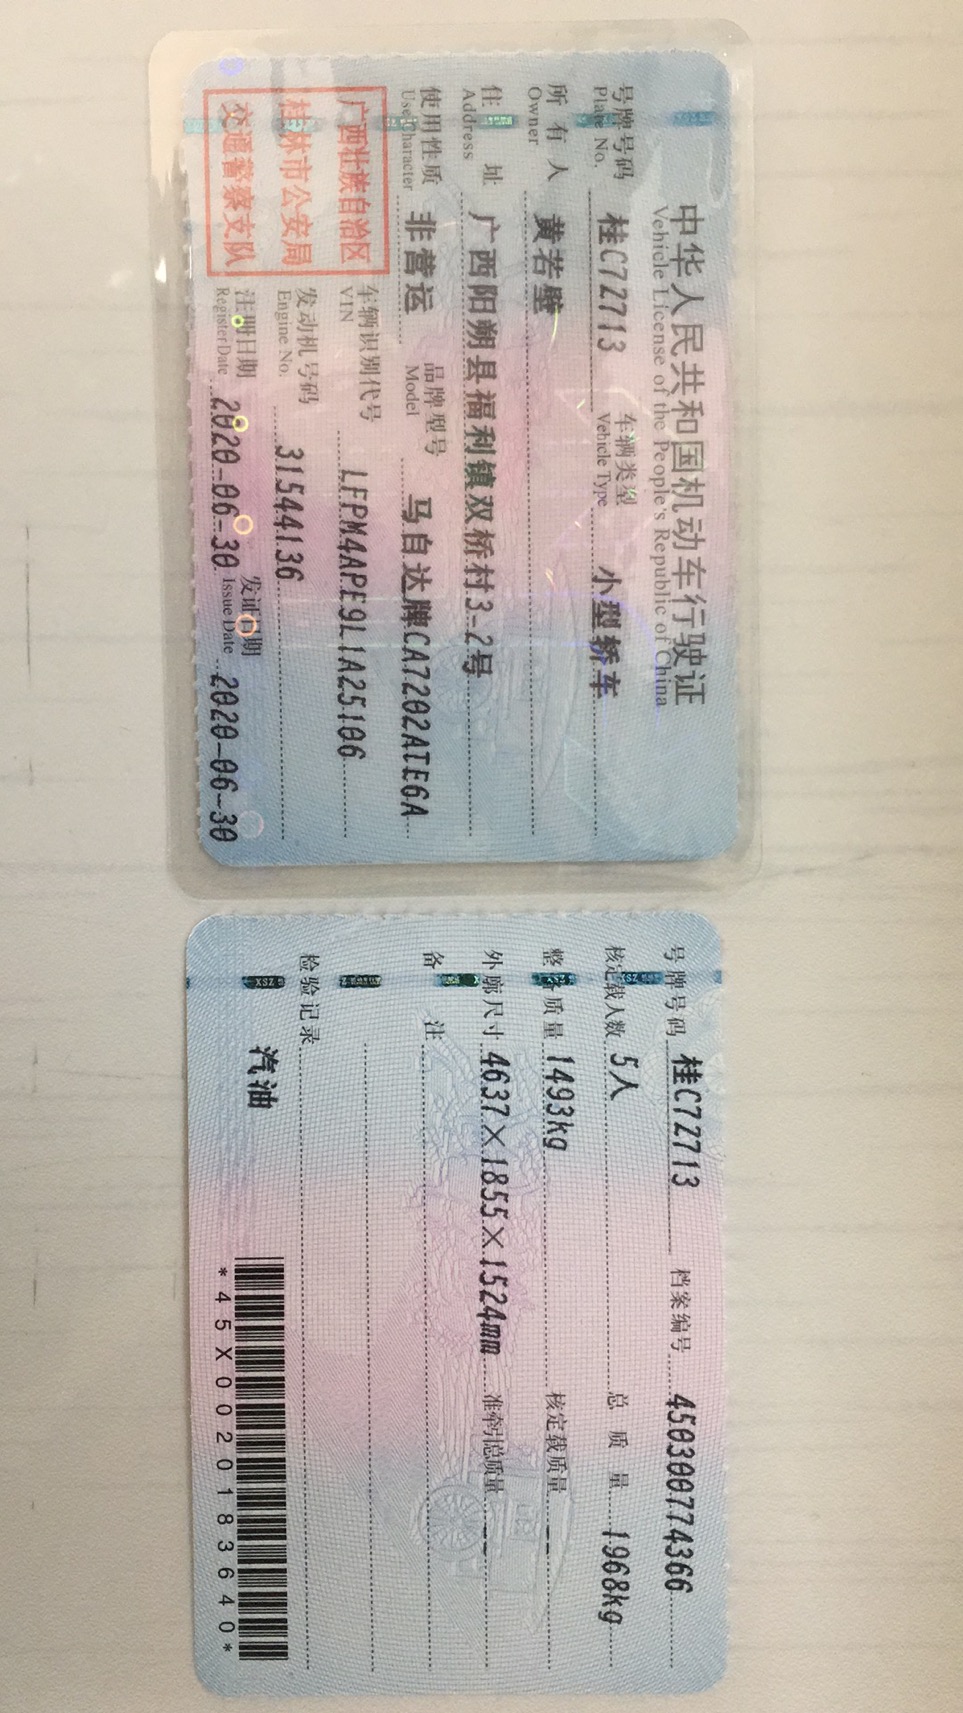 中华人民共和国机动车行驶证
Vehicle License of the People's Republic of China
号牌号码 桂C7Z713 车辆类型 小型轿车
Plate No. Vehicle Type
所有人 黄若壁
Owner
住址 广西阳朔县福利镇双桥村3-2号
Address
使用性质 非营运 品牌型号 马自达牌CA7202ATE6A
Use Character Model
广西壮族自治区
桂林市公安局
交通警察支队
车辆识别代号 LFPM4APE9L1A25106
VIN
发动机号码 31544136
Engine No.
注册日期 2020-06-30 发证日期 2020-06-30
Register Date Issue Date
号牌号码 桂C7Z713 档案编号 450300774366
核定载人数 5人 总质量 1968kg
整备质量 1493kg 核定载质量 --
外廓尺寸 4637×1855×1524mm 准牵引总质量 --
备注
检验记录
汽油
*45X0020183640*